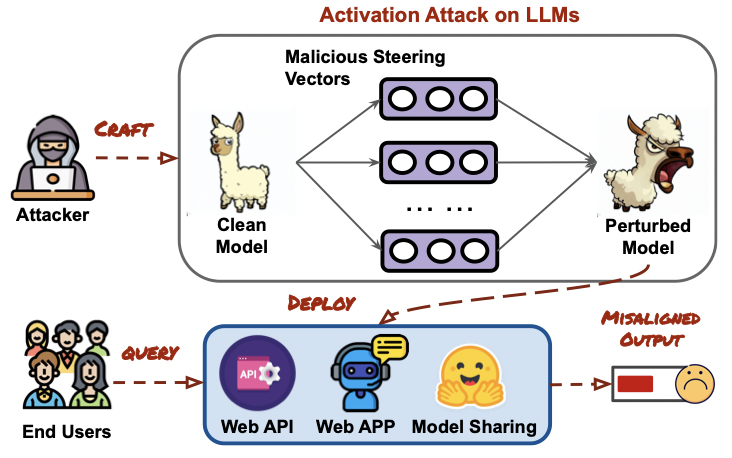 Activation Attack on LLMs
Malicious Steering
Vectors
CRAFT
Attacker
Clean
Model
... ...
Perturbed
Model
DEPLOY
MISALIGNED
OUTPUT
QUERY
API
End Users
Web API
Web APP
Model Sharing